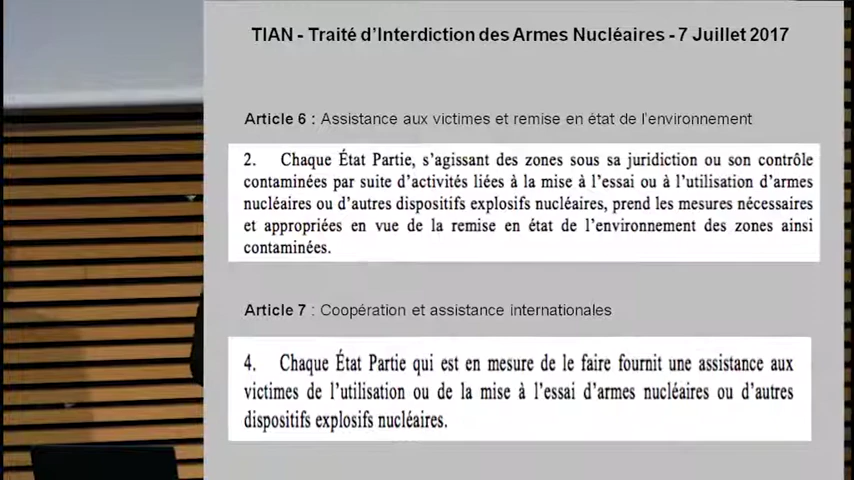 TIAN - Traité d'Interdiction des Armes Nucléaires - 7 Juillet 2017
Article 6 : Assistance aux victimes et remise en état de l'environnement
2. Chaque État Partie, s'agissant des zones sous sa juridiction ou son contrôle
contaminées par suite d'activités liées à la mise à l'essai ou à l'utilisation d'armes
nucléaires ou d'autres dispositifs explosifs nucléaires, prend les mesures nécessaires
et appropriées en vue de la remise en état de l'environnement des zones ainsi
contaminées.
Article 7 : Coopération et assistance internationales
4. Chaque État Partie qui est en mesure de le faire fournit une assistance aux
victimes de l'utilisation ou de la mise à l'essai d'armes nucléaires ou d'autres
dispositifs explosifs nucléaires.